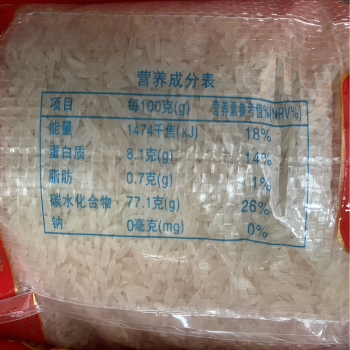 营养成分表
项目 每100克(g) 营养素参考值%(NRV%)
能量 1474千焦(KJ) 18%
蛋白质 8.1克(g) 14%
脂肪 0.7克(g) 1%
碳水化合物 77.1克(g) 26%
钠 0毫克(mg) 0%